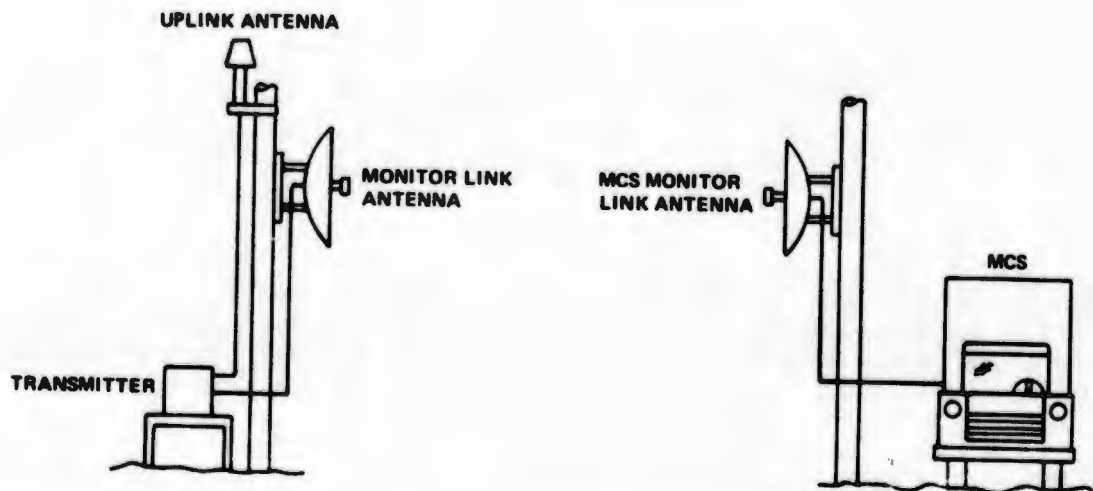 UPLINK ANTENNA
MONITOR LINK
ANTENNA
MCS MONITOR
LINK ANTENNA
MCS
TRANSMITTER